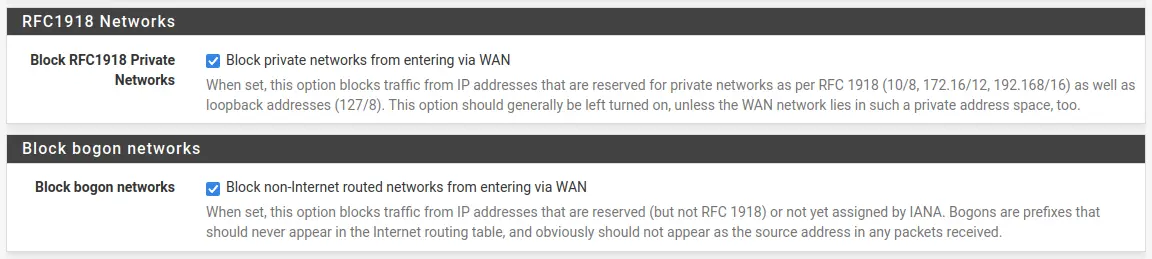 RFC1918 Networks
Block RFC1918 Private Networks
Block private networks from entering via WAN
When set, this option blocks traffic from IP addresses that are reserved for private networks as per RFC 1918 (10/8, 172.16/12, 192.168/16) as well as
loopback addresses (127/8). This option should generally be left turned on, unless the WAN network lies in such a private address space, too.
Block bogon networks
Block bogon networks
Block non-Internet routed networks from entering via WAN
When set, this option blocks traffic from IP addresses that are reserved (but not RFC 1918) or not yet assigned by IANA. Bogons are prefixes that
should never appear in the Internet routing table, and obviously should not appear as the source address in any packets received.